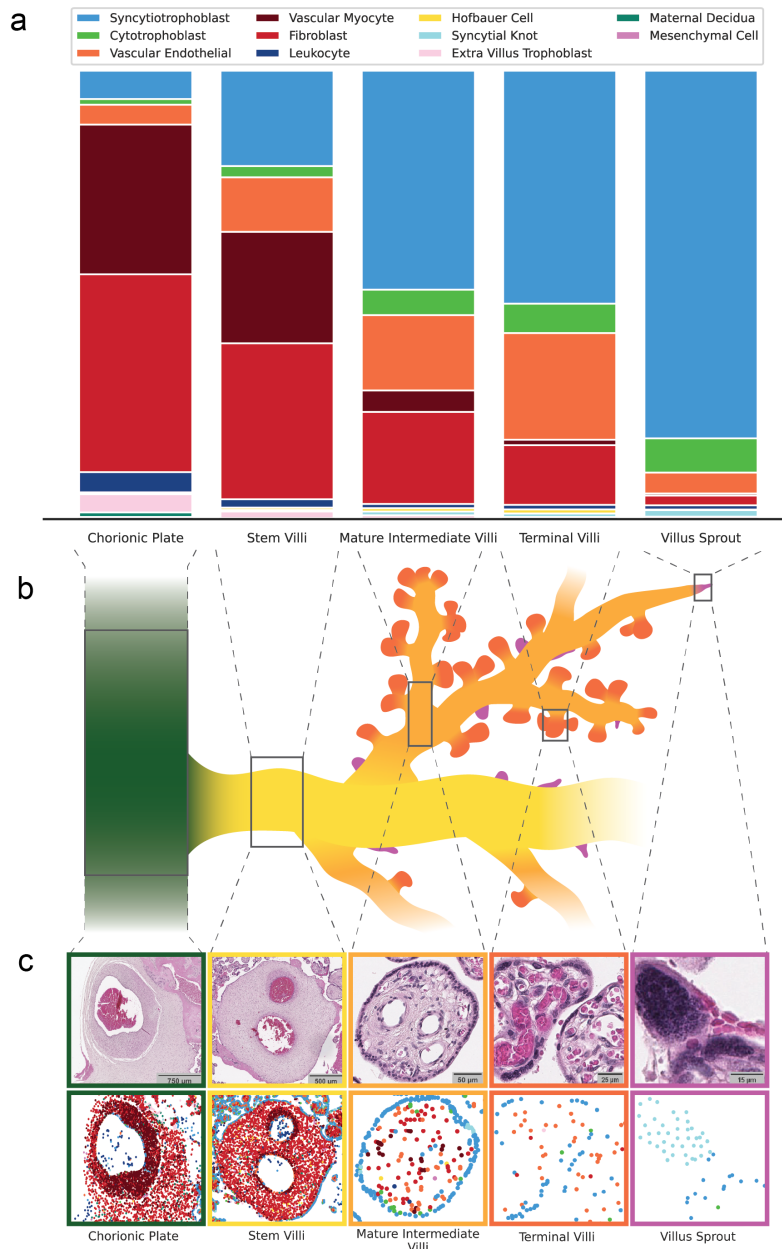 a
Syncytiotrophoblast Vascular Myocyte Hofbauer Cell Maternal Decidua
Cytotrophoblast Fibroblast Syncytial Knot Mesenchymal Cell
Vascular Endothelial Leukocyte Extra Villus Trophoblast
Chorionic Plate Stem Villi Mature Intermediate Villi Terminal Villi Villus Sprout
b
c
750 μm 500 μm 50 μm 25 μm 15 μm
Chorionic Plate Stem Villi Mature Intermediate Terminal Villi Villus Sprout
Villi